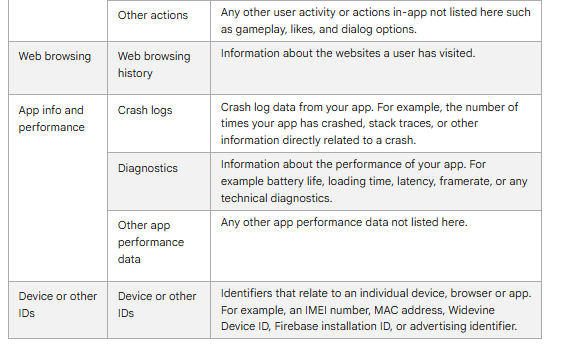 Other actions
Any other user activity or actions in-app not listed here such
as gameplay, likes, and dialog options.
Web browsing
Web browsing
history
Information about the websites a user has visited.
App info and
performance
Crash logs
Crash log data from your app. For example, the number of
times your app has crashed, stack traces, or other
information directly related to a crash.
Diagnostics
Information about the performance of your app. For
example battery life, loading time, latency, framerate, or any
technical diagnostics.
Other app
performance
data
Any other app performance data not listed here.
Device or other
IDs
Device or other
IDs
Identifiers that relate to an individual device, browser or app.
For example, an IMEI number, MAC address, Widevine
Device ID, Firebase installation ID, or advertising identifier.